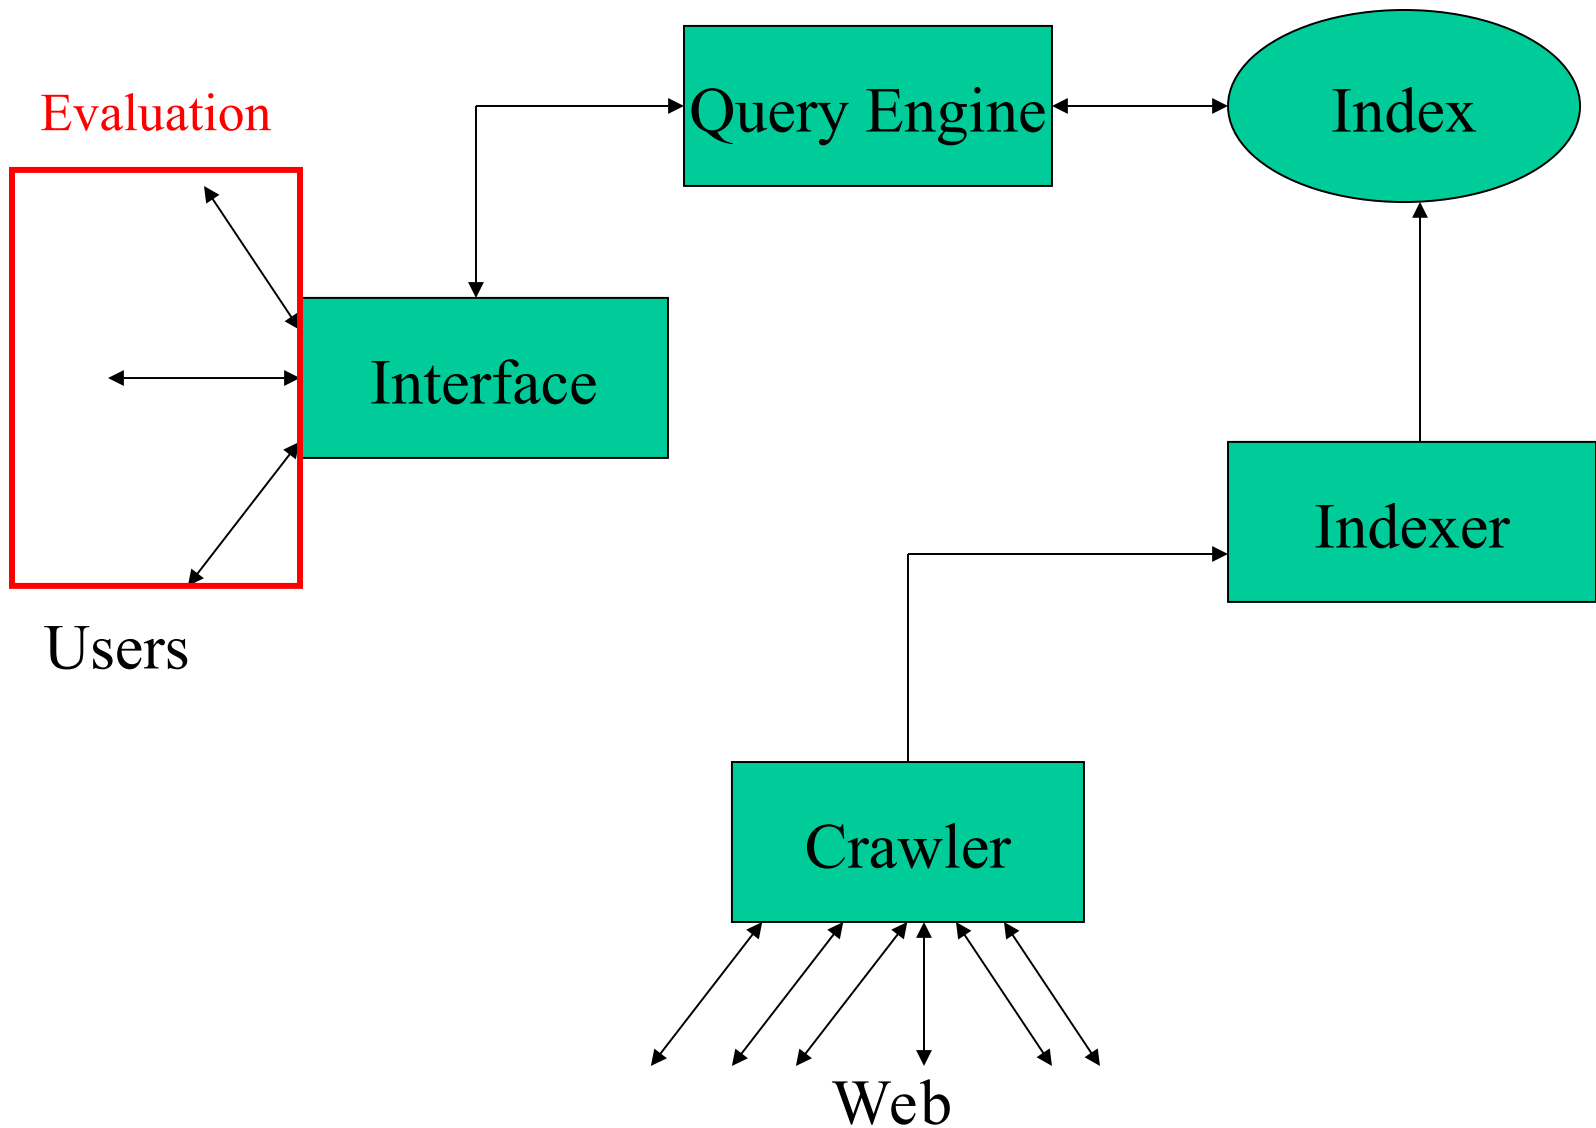 Evaluation
Query Engine
Index
Interface
Indexer
Users
Crawler
Web